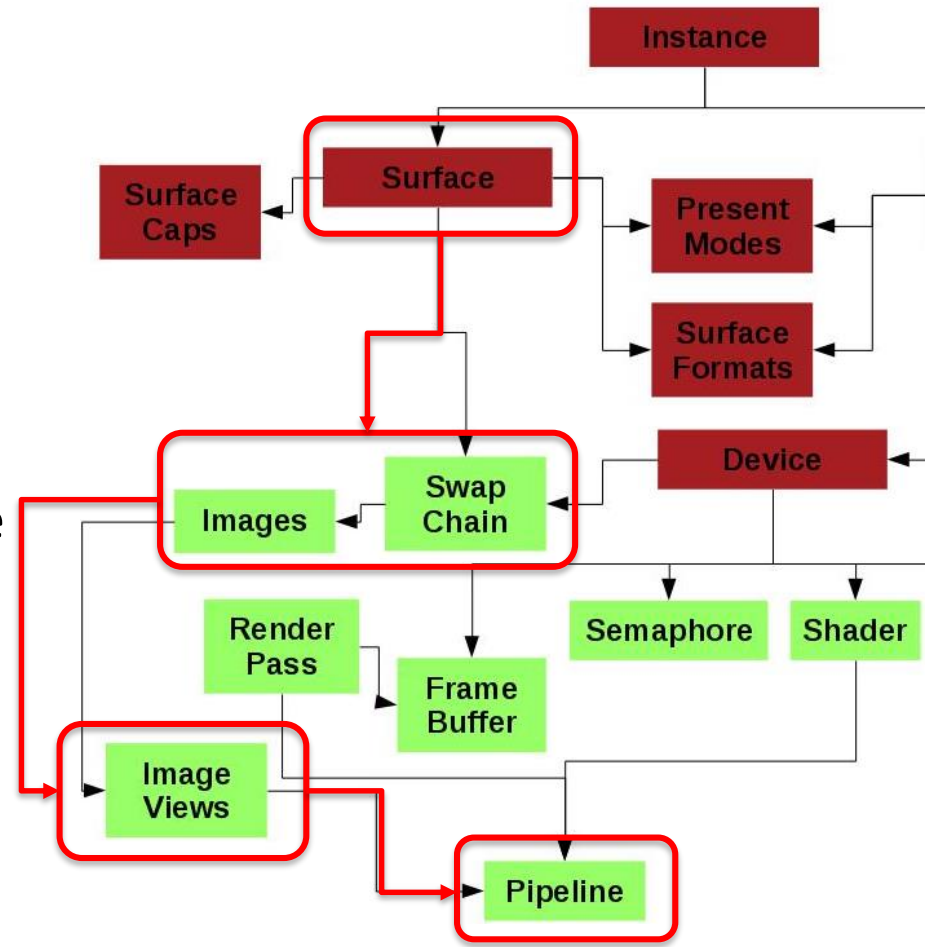 Instance
Surface
Surface
Caps
Present
Modes
Surface
Formats
Device
Swap
Chain
Images
e
Render
Pass
Semaphore
Shader
Frame
Buffer
Image
Views
Pipeline